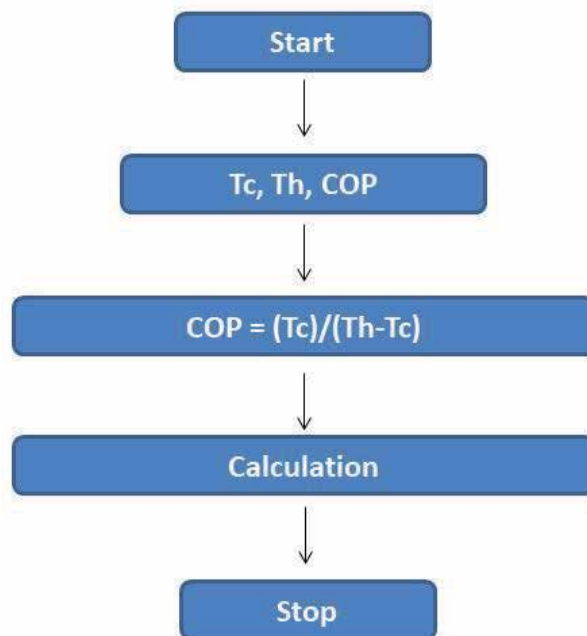 Start
Tc, Th, COP
COP = (Tc)/(Th-Tc)
Calculation
Stop